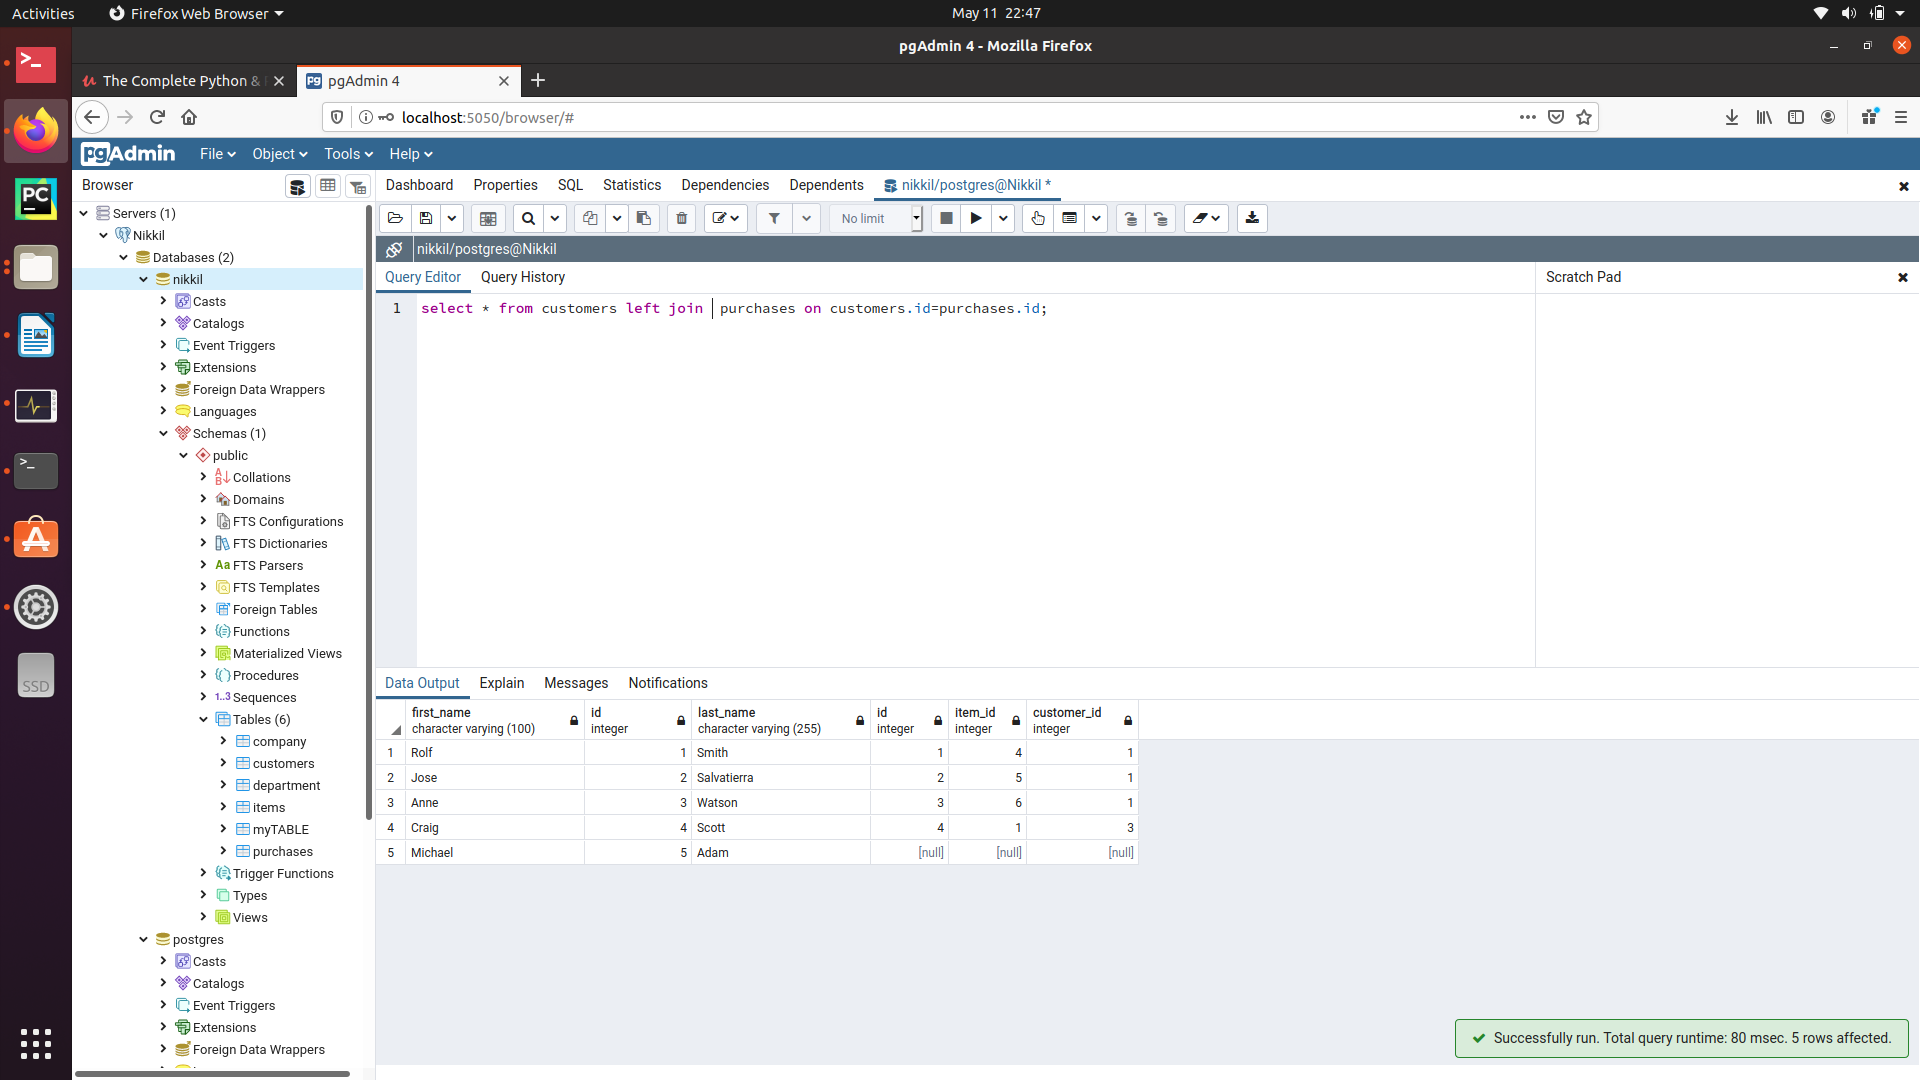 Activities
Firefox Web Browser
May 11 22:47
pgAdmin 4 - Mozilla Firefox
The Complete Python &
pgAdmin 4
localhost:5050/browser/#
pgAdmin
File
Object
Tools
Help
Browser
Dashboard
Properties
SQL
Statistics
Dependencies
Dependents
nikkil/postgres@Nikkil *
No limit
nikkil/postgres@Nikkil
Query Editor
Query History
Scratch Pad
1 select * from customers left join purchases on customers.id=purchases.id;
Servers (1)
Nikkil
Databases (2)
nikkil
Casts
Catalogs
Event Triggers
Extensions
Foreign Data Wrappers
Languages
Schemas (1)
public
Collations
Domains
FTS Configurations
FTS Dictionaries
Aa FTS Parsers
FTS Templates
Foreign Tables
Functions
Materialized Views
Procedures
1..3 Sequences
Tables (6)
company
customers
department
items
myTABLE
purchases
Trigger Functions
Types
Views
postgres
Casts
Catalogs
Event Triggers
Extensions
Foreign Data Wrappers
PC
SSD
Data Output
Explain
Messages
Notifications
first_name id last_name id item_id customer_id
character varying (100) integer character varying (255) integer integer integer
1 Rolf 1 Smith 1 4 1
2 Jose 2 Salvatierra 2 5 1
3 Anne 3 Watson 3 6 1
4 Craig 4 Scott 4 1 3
5 Michael 5 Adam [null] [null] [null]
Successfully run. Total query runtime: 80 msec. 5 rows affected.